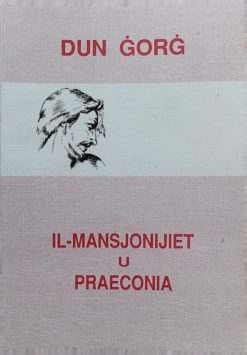 DUN ĠORĠ
IL-MANSJONIJIET
U
PRAECONIA